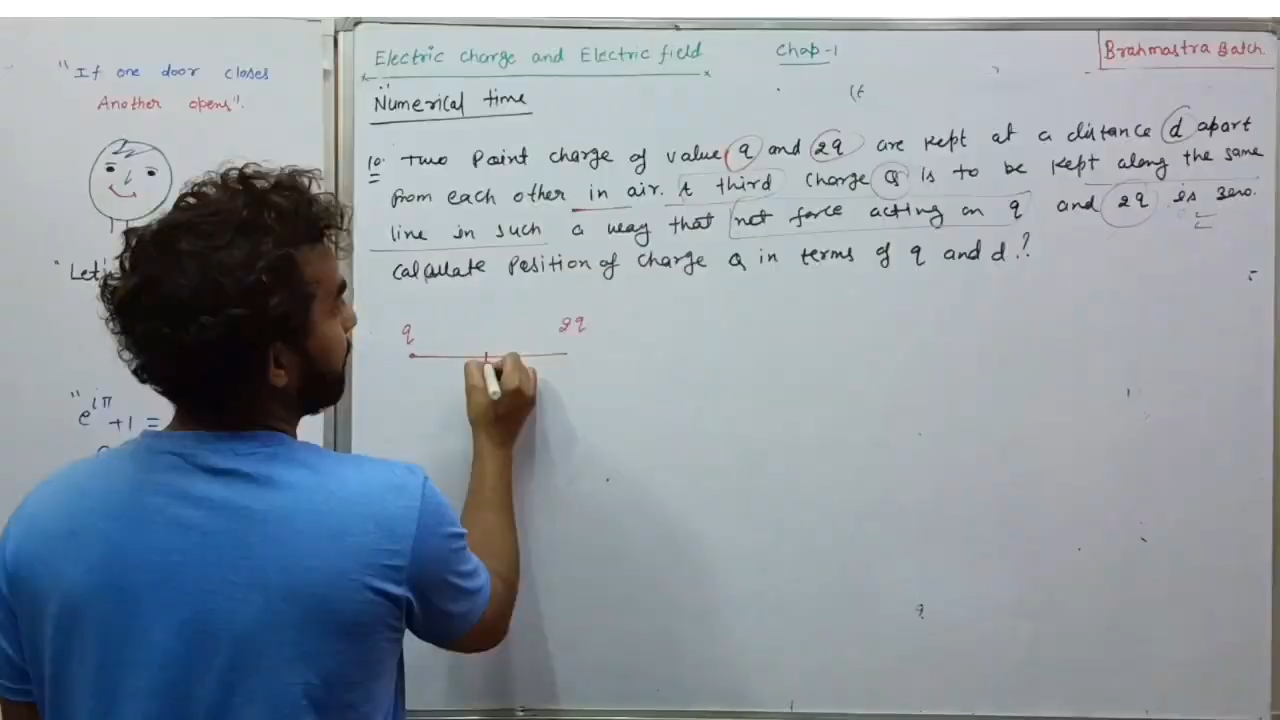 "If one door closes
Another opens".
"Let's
"e^iπ +1 =
Electric charge and Electric field
Chap-1
Brahmastra Batch
Numerical time
10. Two point charge of value q and 2q are kept at a distance d apart
from each other in air. A third charge Q is to be kept along the same
line in such a way that net force acting on q and 2q is zero.
Calculate position of charge Q in terms of q and d.?
q
2q